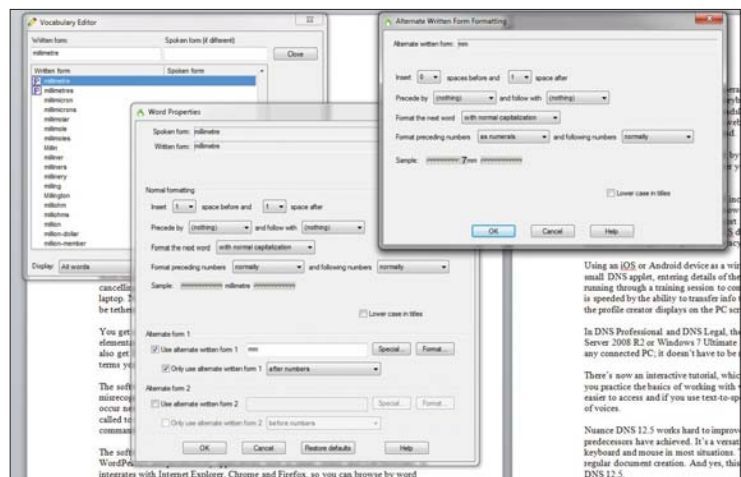 Vocabulary Editor
Written form:
Spoken form (if different):
millimetre
Close
Written form
Spoken form
millimetre
millimetres
millimicron
millimicrons
millimolar
millimole
millimoles
Millin
milliner
milliners
millinery
milling
Millington
milliohm
milliohms
million
million-dollar
million-member
Display: All words
Word Properties
Spoken form: millimetre
Written form: millimetre
Normal formatting
Insert 1 space before and 1 space after
Precede by (nothing) and follow with (nothing)
Format the next word with normal capitalization
Format preceding numbers normally and following numbers normally
Sample: millimetre
Lower case in titles
Alternate form 1
Use alternate written form 1 mm Special... Format...
Only use alternate written form 1 after numbers
Alternate form 2
Use alternate written form 2 Special... Format...
Only use alternate written form 2 before numbers
OK Cancel Restore defaults Help
Alternate Written Form Formatting
Alternate written form: mm
Insert 0 spaces before and 1 space after
Precede by (nothing) and follow with (nothing)
Format the next word with normal capitalization
Format preceding numbers as numerals and following numbers normally
Sample: 7mm
Lower case in titles
OK Cancel Help
cancelling
laptop.
be tether
You get
elementa
also get
terms yo
The soft
misrecog
occur ne
called to
command
The soft
integrates with Internet Explorer, Chrome and Firefox, so you can browse by word
Using an iOS or Android device as a wir
small DNS applet, entering details of the
running through a training session to con
is speeded by the ability to transfer info t
the profile creator displays on the PC scr
In DNS Professional and DNS Legal, the
Server 2008 R2 or Windows 7 Ultimate
any connected PC; it doesn't have to be
There's now an interactive tutorial, whic
you practice the basics of working with
easier to access and if you use text-to-sp
of voices.
Nuance DNS 12.5 works hard to improv
predecessors have achieved. It's a versat
keyboard and mouse in most situations.
regular document creation. And yes, this
DNS 12.5.